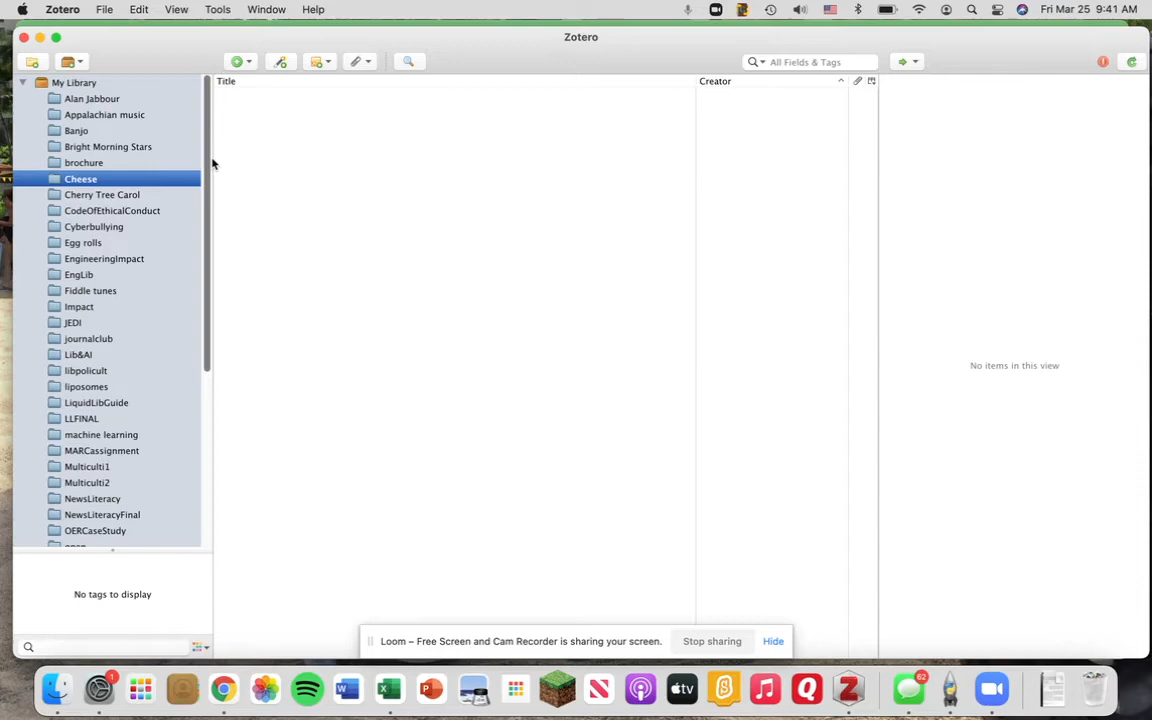 Zotero File Edit View Tools Window Help Fri Mar 25 9:41 AM
Zotero
All Fields & Tags
My Library
Title Creator
Alan Jabbour
Appalachian music
Banjo
Bright Morning Stars
brochure
Cheese
Cherry Tree Carol
CodeOfEthicalConduct
Cyberbullying
Egg rolls
EngineeringImpact
EngLib
Fiddle tunes
Impact
JEDI
journalclub
Lib&AI
libpolicult
liposomes
LiquidLibGuide
LLFINAL
machine learning
MARCassignment
Multiculti1
Multiculti2
NewsLiteracy
NewsLiteracyFinal
OERCaseStudy
No items in this view
No tags to display
Loom – Free Screen and Cam Recorder is sharing your screen. Stop sharing Hide
1
62